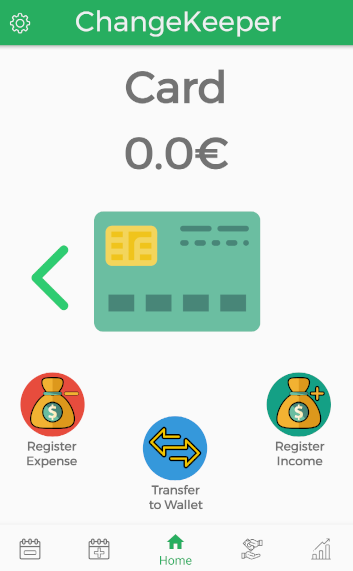 ChangeKeeper
Card
0.0€
Register
Expense
Register
Income
Transfer
to Wallet
Home